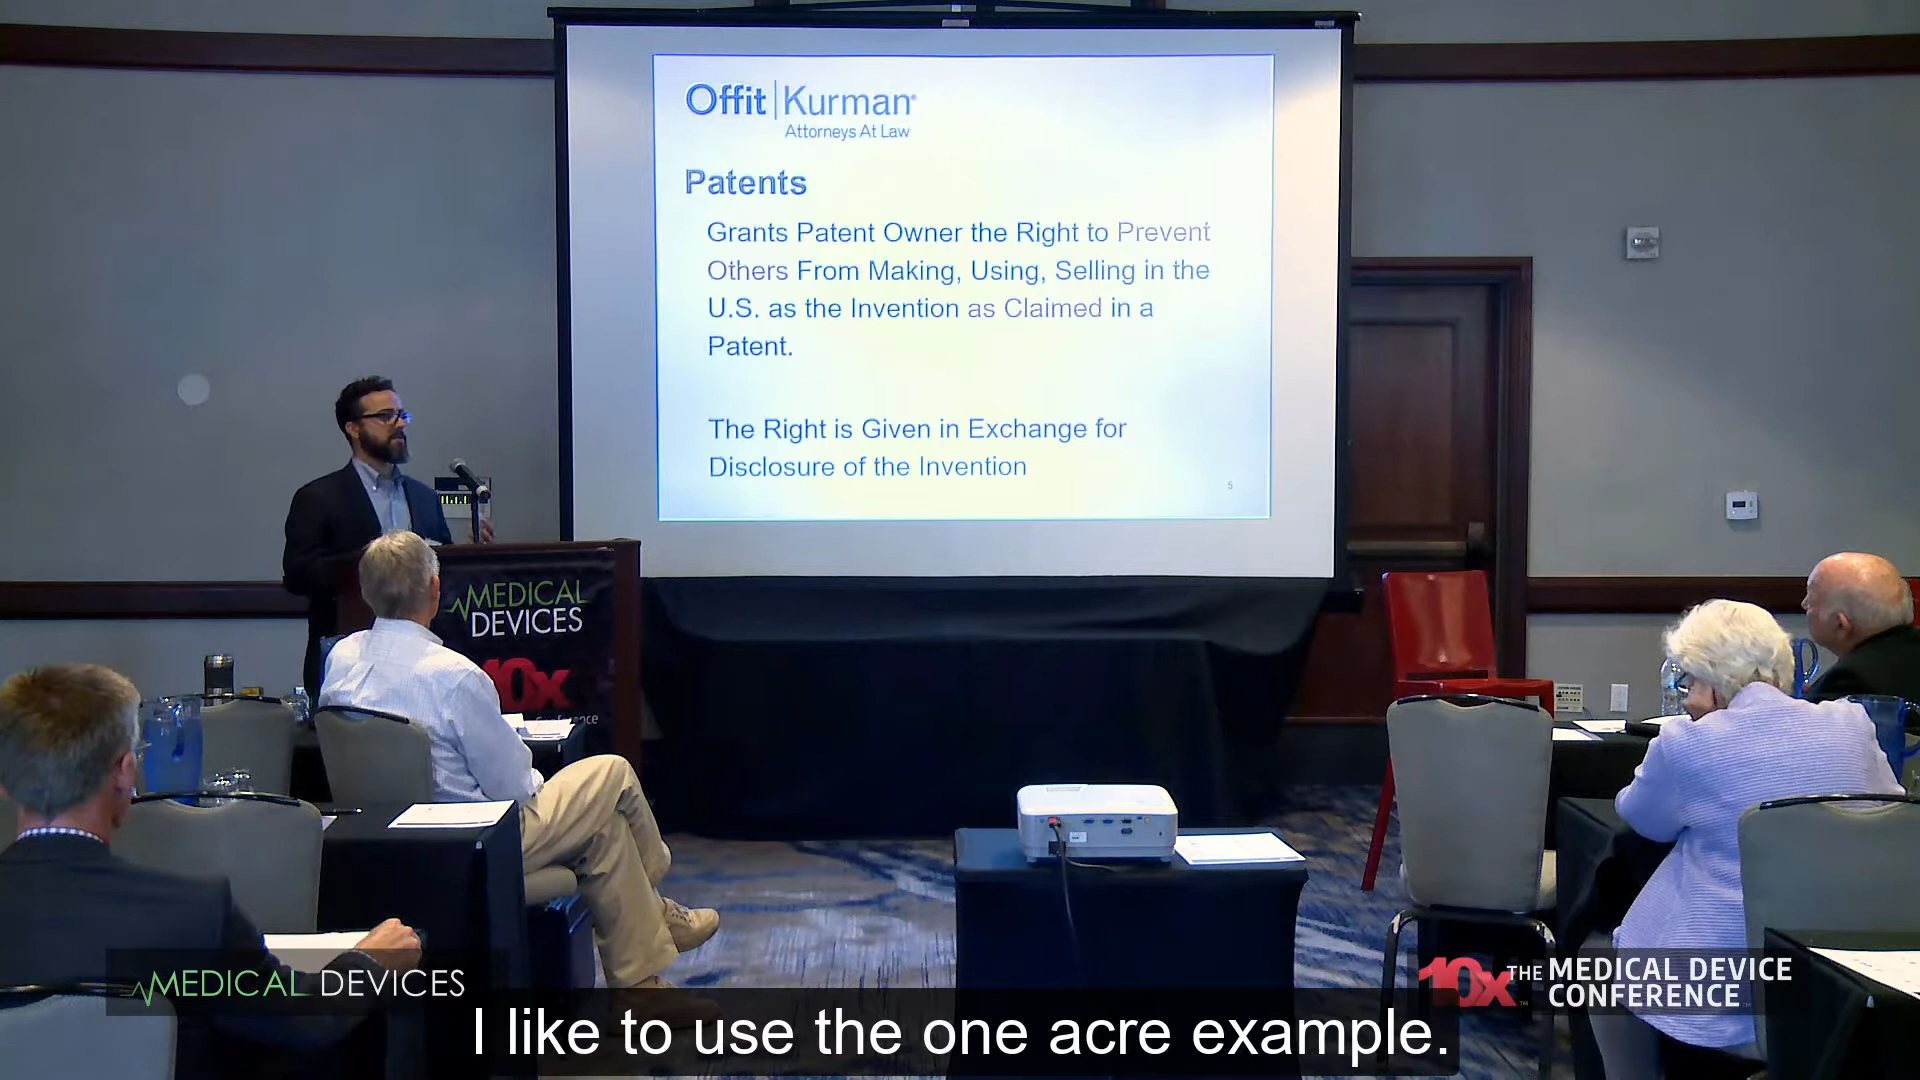 Offit Kurman®
Attorneys At Law
Patents
Grants Patent Owner the Right to Prevent
Others From Making, Using, Selling in the
U.S. as the Invention as Claimed in a
Patent.
The Right is Given in Exchange for
Disclosure of the Invention
5
MEDICAL
DEVICES
10x
MEDICAL DEVICES
10x THE MEDICAL DEVICE
CONFERENCE
I like to use the one acre example.